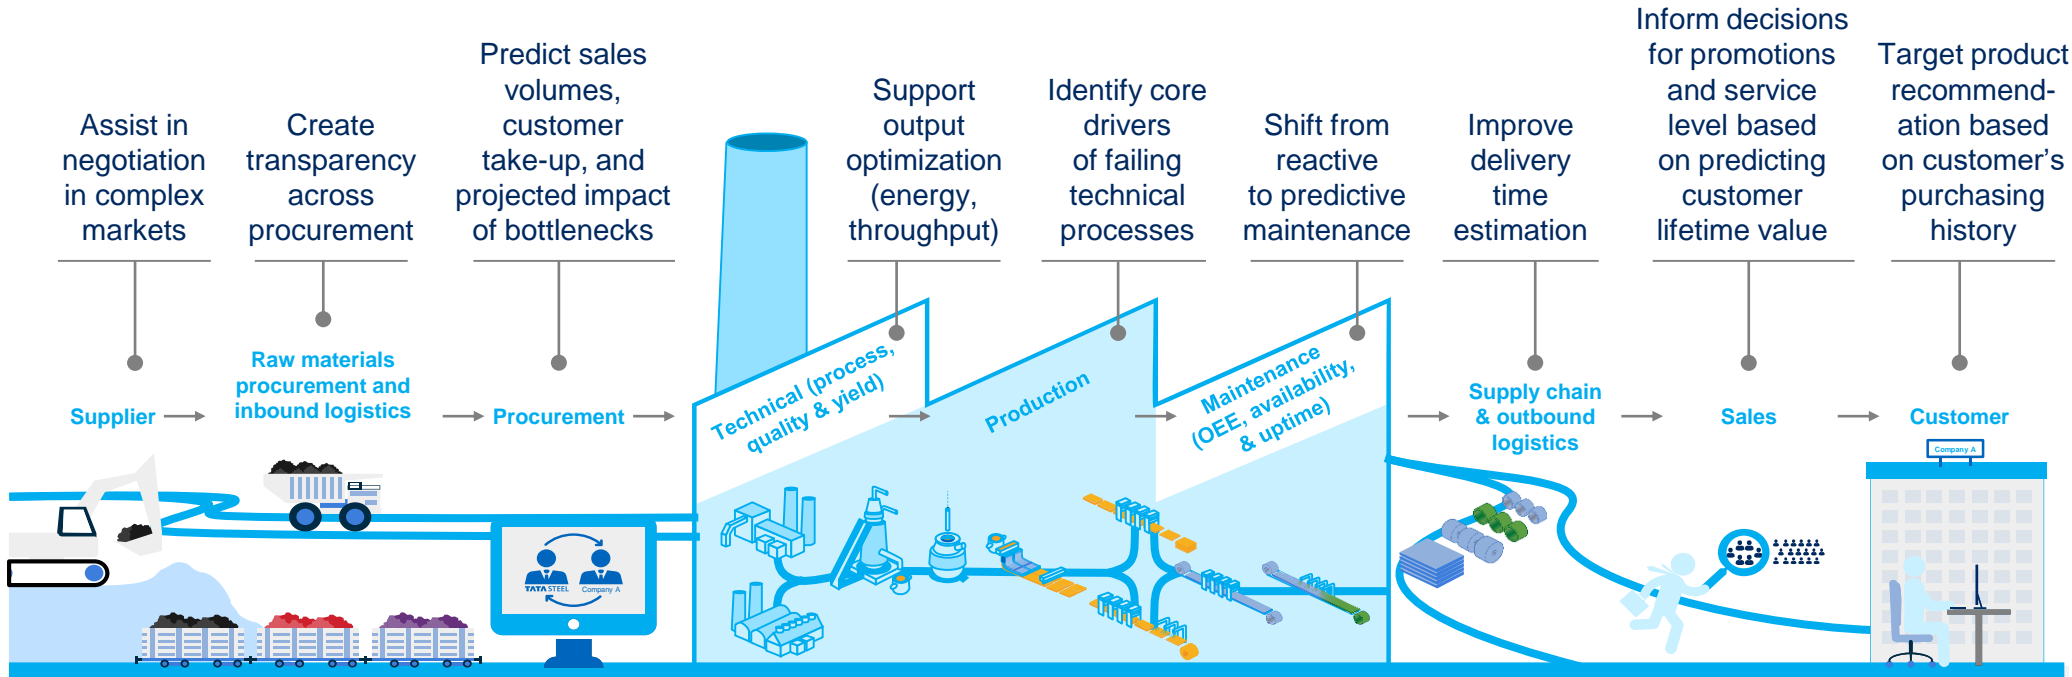 Assist in
negotiation
in complex
markets
Create
transparency
across
procurement
Predict sales
volumes,
customer
take-up, and
projected impact
of bottlenecks
Support
output
optimization
(energy,
throughput)
Identify core
drivers
of failing
technical
processes
Shift from
reactive
to predictive
maintenance
Improve
delivery
time
estimation
Inform decisions
for promotions
and service
level based
on predicting
customer
lifetime value
Target product
recommend-
ation based
on customer’s
purchasing
history
Supplier
Raw materials
procurement and
inbound logistics
Procurement
Technical (process,
quality & yield)
Production
Maintenance
(OEE, availability,
& uptime)
Supply chain
& outbound
logistics
Sales
Customer
TATA STEEL
Company A
Company A